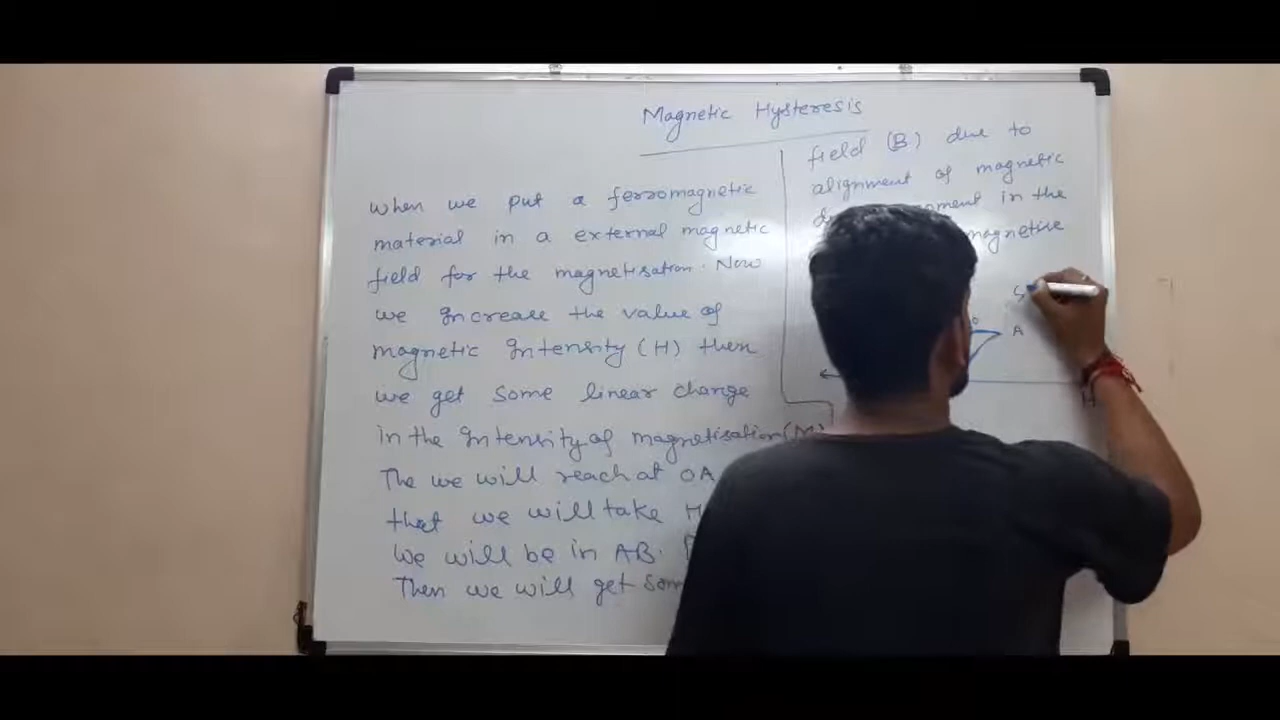 Magnetic Hysteresis
when we put a ferromagnetic
material in a external magnetic
field for the magnetisation. Now
we Increase the value of
magnetic Intensity (H) then
we get some linear change
in the Intensity of magnetisation (M)
The we will reach at OA
that we will take H
We will be in AB.
Then we will get som
field (B) due to
alignment of magnetic
in the
magnetise
S
A
H